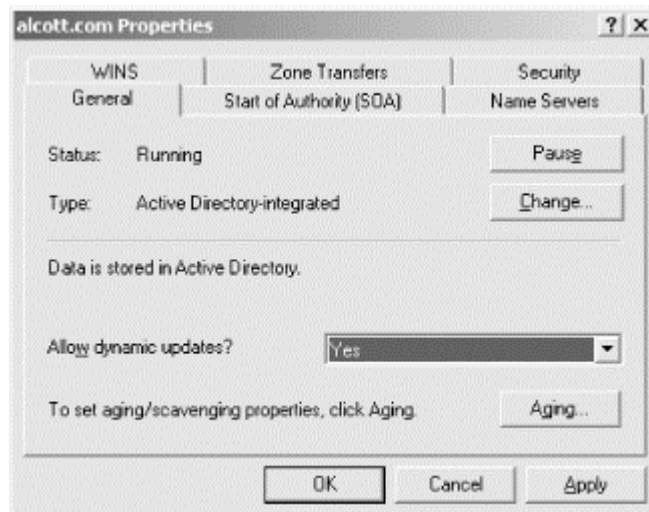 alcott.com Properties
WINS Zone Transfers Security
General Start of Authority (SOA) Name Servers
Status: Running Pause
Type: Active Directory-integrated Change...
Data is stored in Active Directory.
Allow dynamic updates? Yes
To set aging/scavenging properties, click Aging. Aging...
OK Cancel Apply